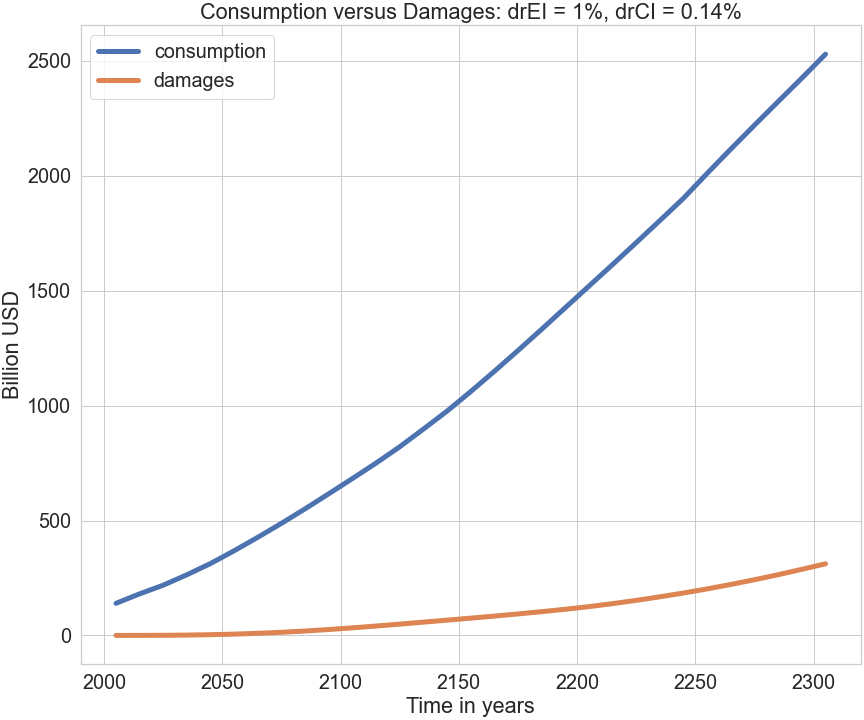 Consumption versus Damages: drEI = 1%, drCI = 0.14%
consumption
damages
Billion USD
2500
2000
1500
1000
500
0
2000 2050 2100 2150 2200 2250 2300
Time in years